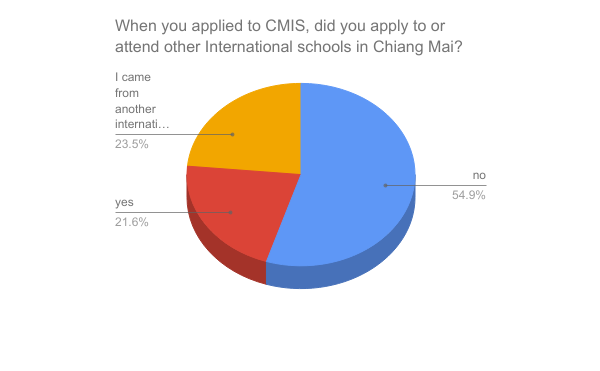 When you applied to CMIS, did you apply to or
attend other International schools in Chiang Mai?
I came
from
another
internati…
23.5%
yes
21.6%
no
54.9%